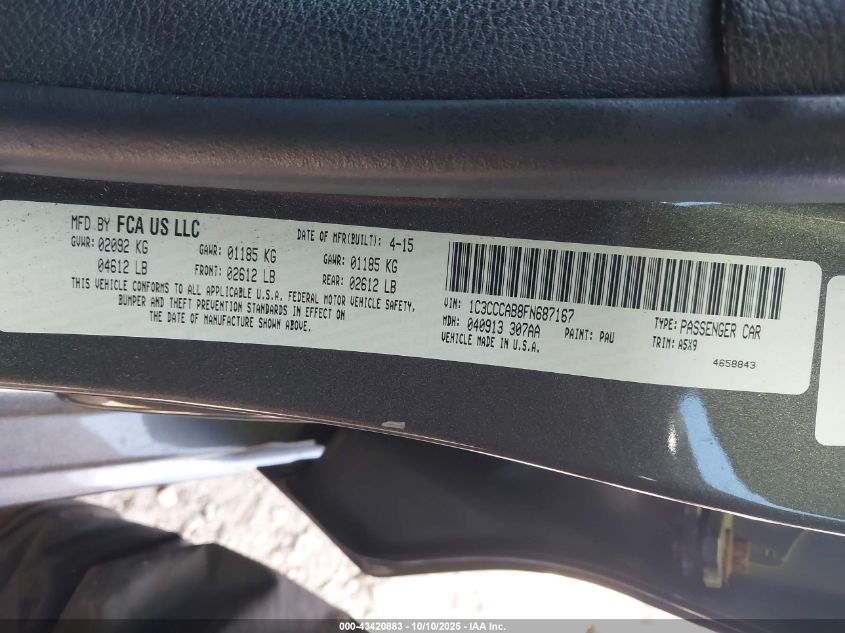 MFD BY FCA US LLC
DATE OF MFR(BUILT): 4-15
GVWR: 02092 KG GAWR: 01185 KG GAWR: 01185 KG
04612 LB FRONT: 02612 LB REAR: 02612 LB
THIS VEHICLE CONFORMS TO ALL APPLICABLE U.S.A. FEDERAL MOTOR VEHICLE SAFETY,
BUMPER AND THEFT PREVENTION STANDARDS IN EFFECT ON
THE DATE OF MANUFACTURE SHOWN ABOVE.
VIN: 1C3CCCAB8FN687167 TYPE: PASSENGER CAR
MDH: 040913 307AA PAINT: PAU TRIM: A5X9
VEHICLE MADE IN U.S.A.
4658843
000-43420883 - 10/10/2025 - IAA Inc.